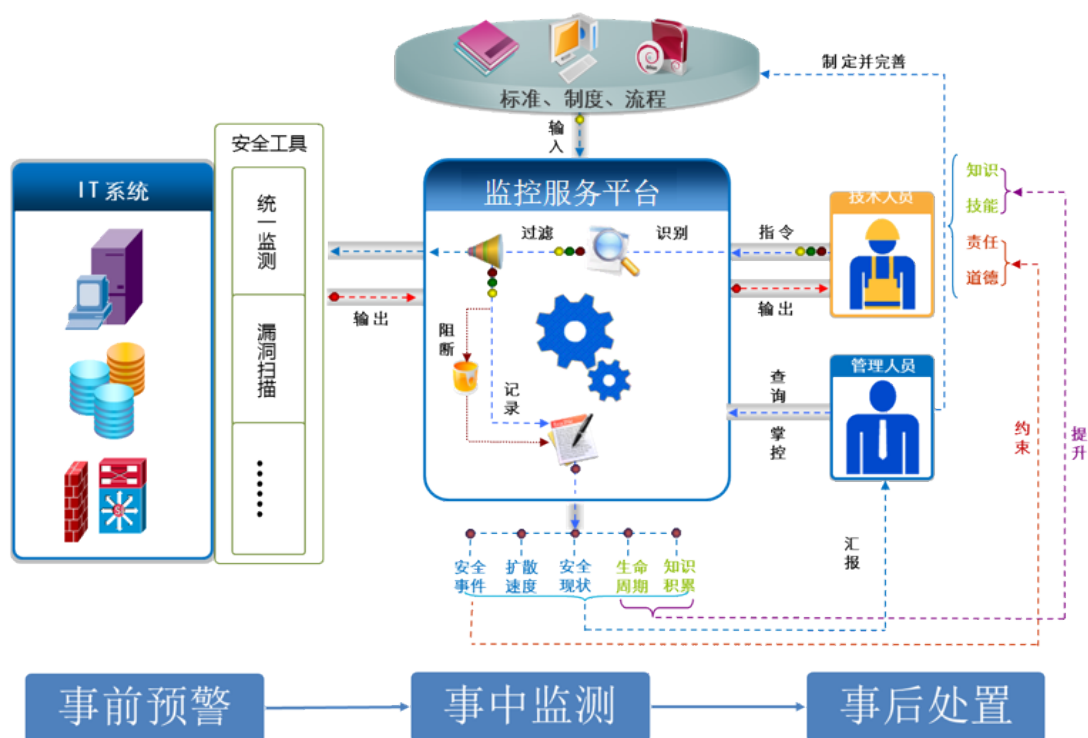 制定并完善
标准、制度、流程
输入
安全工具
IT系统
统一监测
漏洞扫描
······
输出
监控服务平台
过滤
识别
阻断
记录
指令
输出
查询
掌控
技术人员
管理人员
知识
技能
责任
道德
约束
提升
汇报
安全事件
扩散速度
安全现状
生命周期
知识积累
事前预警
事中监测
事后处置